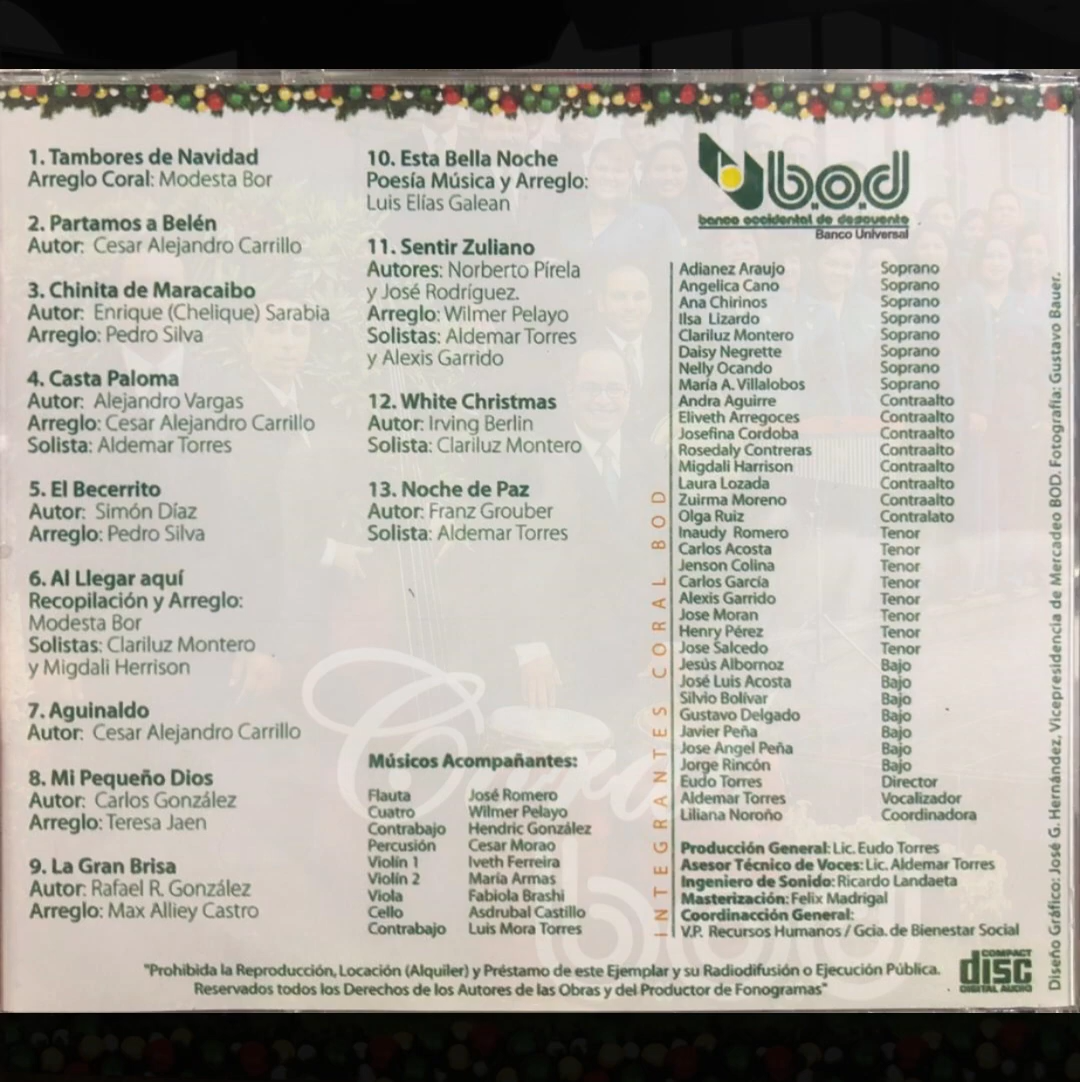 1. Tambores de Navidad
Arreglo Coral: Modesta Bor
2. Partamos a Belén
Autor: Cesar Alejandro Carrillo
3. Chinita de Maracaibo
Autor: Enrique (Chelique) Sarabia
Arreglo: Pedro Silva
4. Casta Paloma
Autor: Alejandro Vargas
Arreglo: Cesar Alejandro Carrillo
Solista: Aldemar Torres
5. El Becerrito
Autor: Simón Díaz
Arreglo: Pedro Silva
6. Al Llegar aquí
Recopilación y Arreglo:
Modesta Bor
Solistas: Clariluz Montero
y Migdali Herrison
7. Aguinaldo
Autor: Cesar Alejandro Carrillo
8. Mi Pequeño Dios
Autor: Carlos González
Arreglo: Teresa Jaen
9. La Gran Brisa
Autor: Rafael R. González
Arreglo: Max Alliey Castro
10. Esta Bella Noche
Poesía Música y Arreglo:
Luis Elías Galean
11. Sentir Zuliano
Autores: Norberto Pírela
y José Rodríguez.
Arreglo: Wilmer Pelayo
Solistas: Aldemar Torres
y Alexis Garrido
12. White Christmas
Autor: Irving Berlin
Solista: Clariluz Montero
13. Noche de Paz
Autor: Franz Grouber
Solista: Aldemar Torres
Músicos Acompañantes:
Flauta José Romero
Cuatro Wilmer Pelayo
Contrabajo Hendric González
Percusión Cesar Morao
Violín 1 Iveth Ferreira
Violín 2 María Armas
Viola Fabiola Brashi
Cello Asdrubal Castillo
Contrabajo Luis Mora Torres
b.o.d
banco occidental de descuento
Banco Universal
INTEGRANTES CORAL BOD
Adianez Araujo Soprano
Angelica Cano Soprano
Ana Chirinos Soprano
Ilsa Lizardo Soprano
Clariluz Montero Soprano
Daisy Negrette Soprano
Nelly Ocando Soprano
María A. Villalobos Soprano
Andra Aguirre Contraalto
Eliveth Arregoces Contraalto
Josefina Cordoba Contraalto
Rosedaly Contreras Contraalto
Migdali Harrison Contraalto
Laura Lozada Contraalto
Zuirma Moreno Contraalto
Olga Ruiz Contralato
Inaudy Romero Tenor
Carlos Acosta Tenor
Jenson Colina Tenor
Carlos García Tenor
Alexis Garrido Tenor
Jose Moran Tenor
Henry Pérez Tenor
Jose Salcedo Tenor
Jesús Albornoz Bajo
José Luis Acosta Bajo
Silvio Bolívar Bajo
Gustavo Delgado Bajo
Javier Peña Bajo
Jose Angel Peña Bajo
Jorge Rincón Bajo
Eudo Torres Director
Aldemar Torres Vocalizador
Liliana Noroño Coordinadora
Producción General: Lic. Eudo Torres
Asesor Técnico de Voces: Lic. Aldemar Torres
Ingeniero de Sonido: Ricardo Landaeta
Masterización: Felix Madrigal
Coordinacción General:
V.P. Recursos Humanos / Gcia. de Bienestar Social
Diseño Gráfico: José G. Hernández, Vicepresidencia de Mercadeo BOD. Fotografía: Gustavo Bauer.
"Prohibida la Reproducción, Locación (Alquiler) y Préstamo de este Ejemplar y su Radiodifusión o Ejecución Pública.
Reservados todos los Derechos de los Autores de las Obras y del Productor de Fonogramas"
COMPACT
disc
DIGITAL AUDIO
Coral
bod